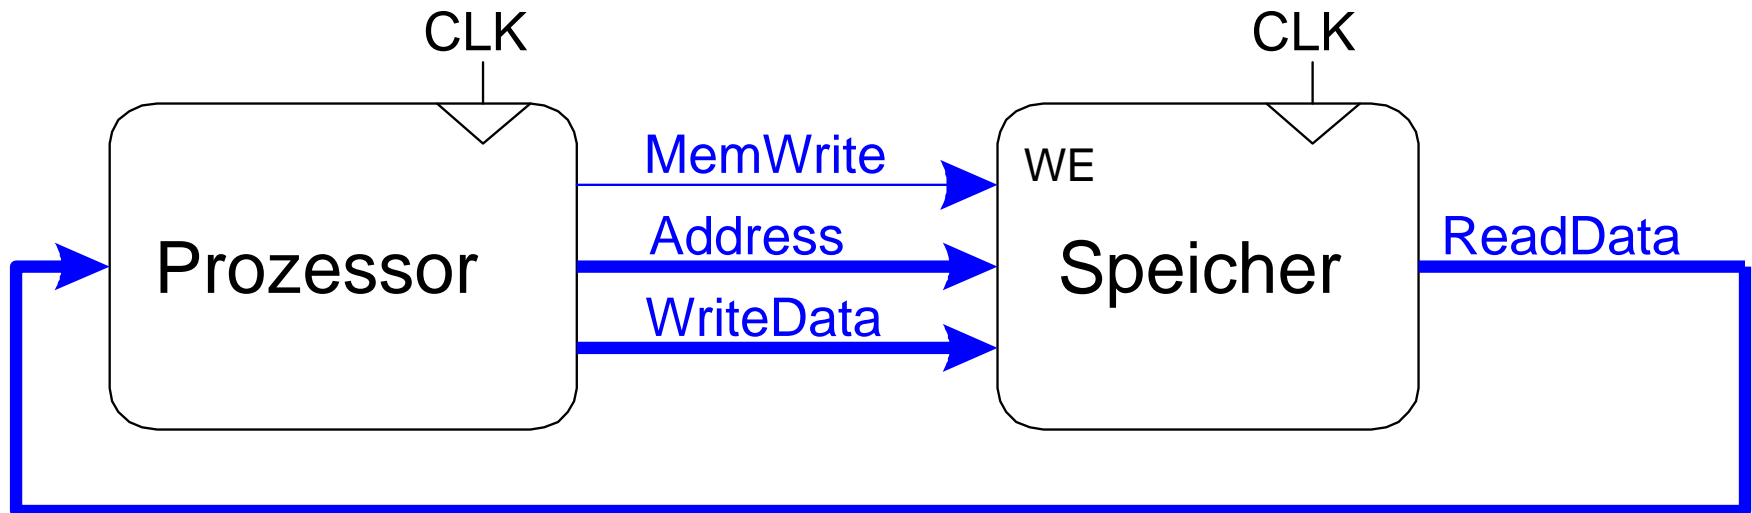 CLK
CLK
MemWrite
WE
Address
ReadData
Prozessor
Speicher
WriteData